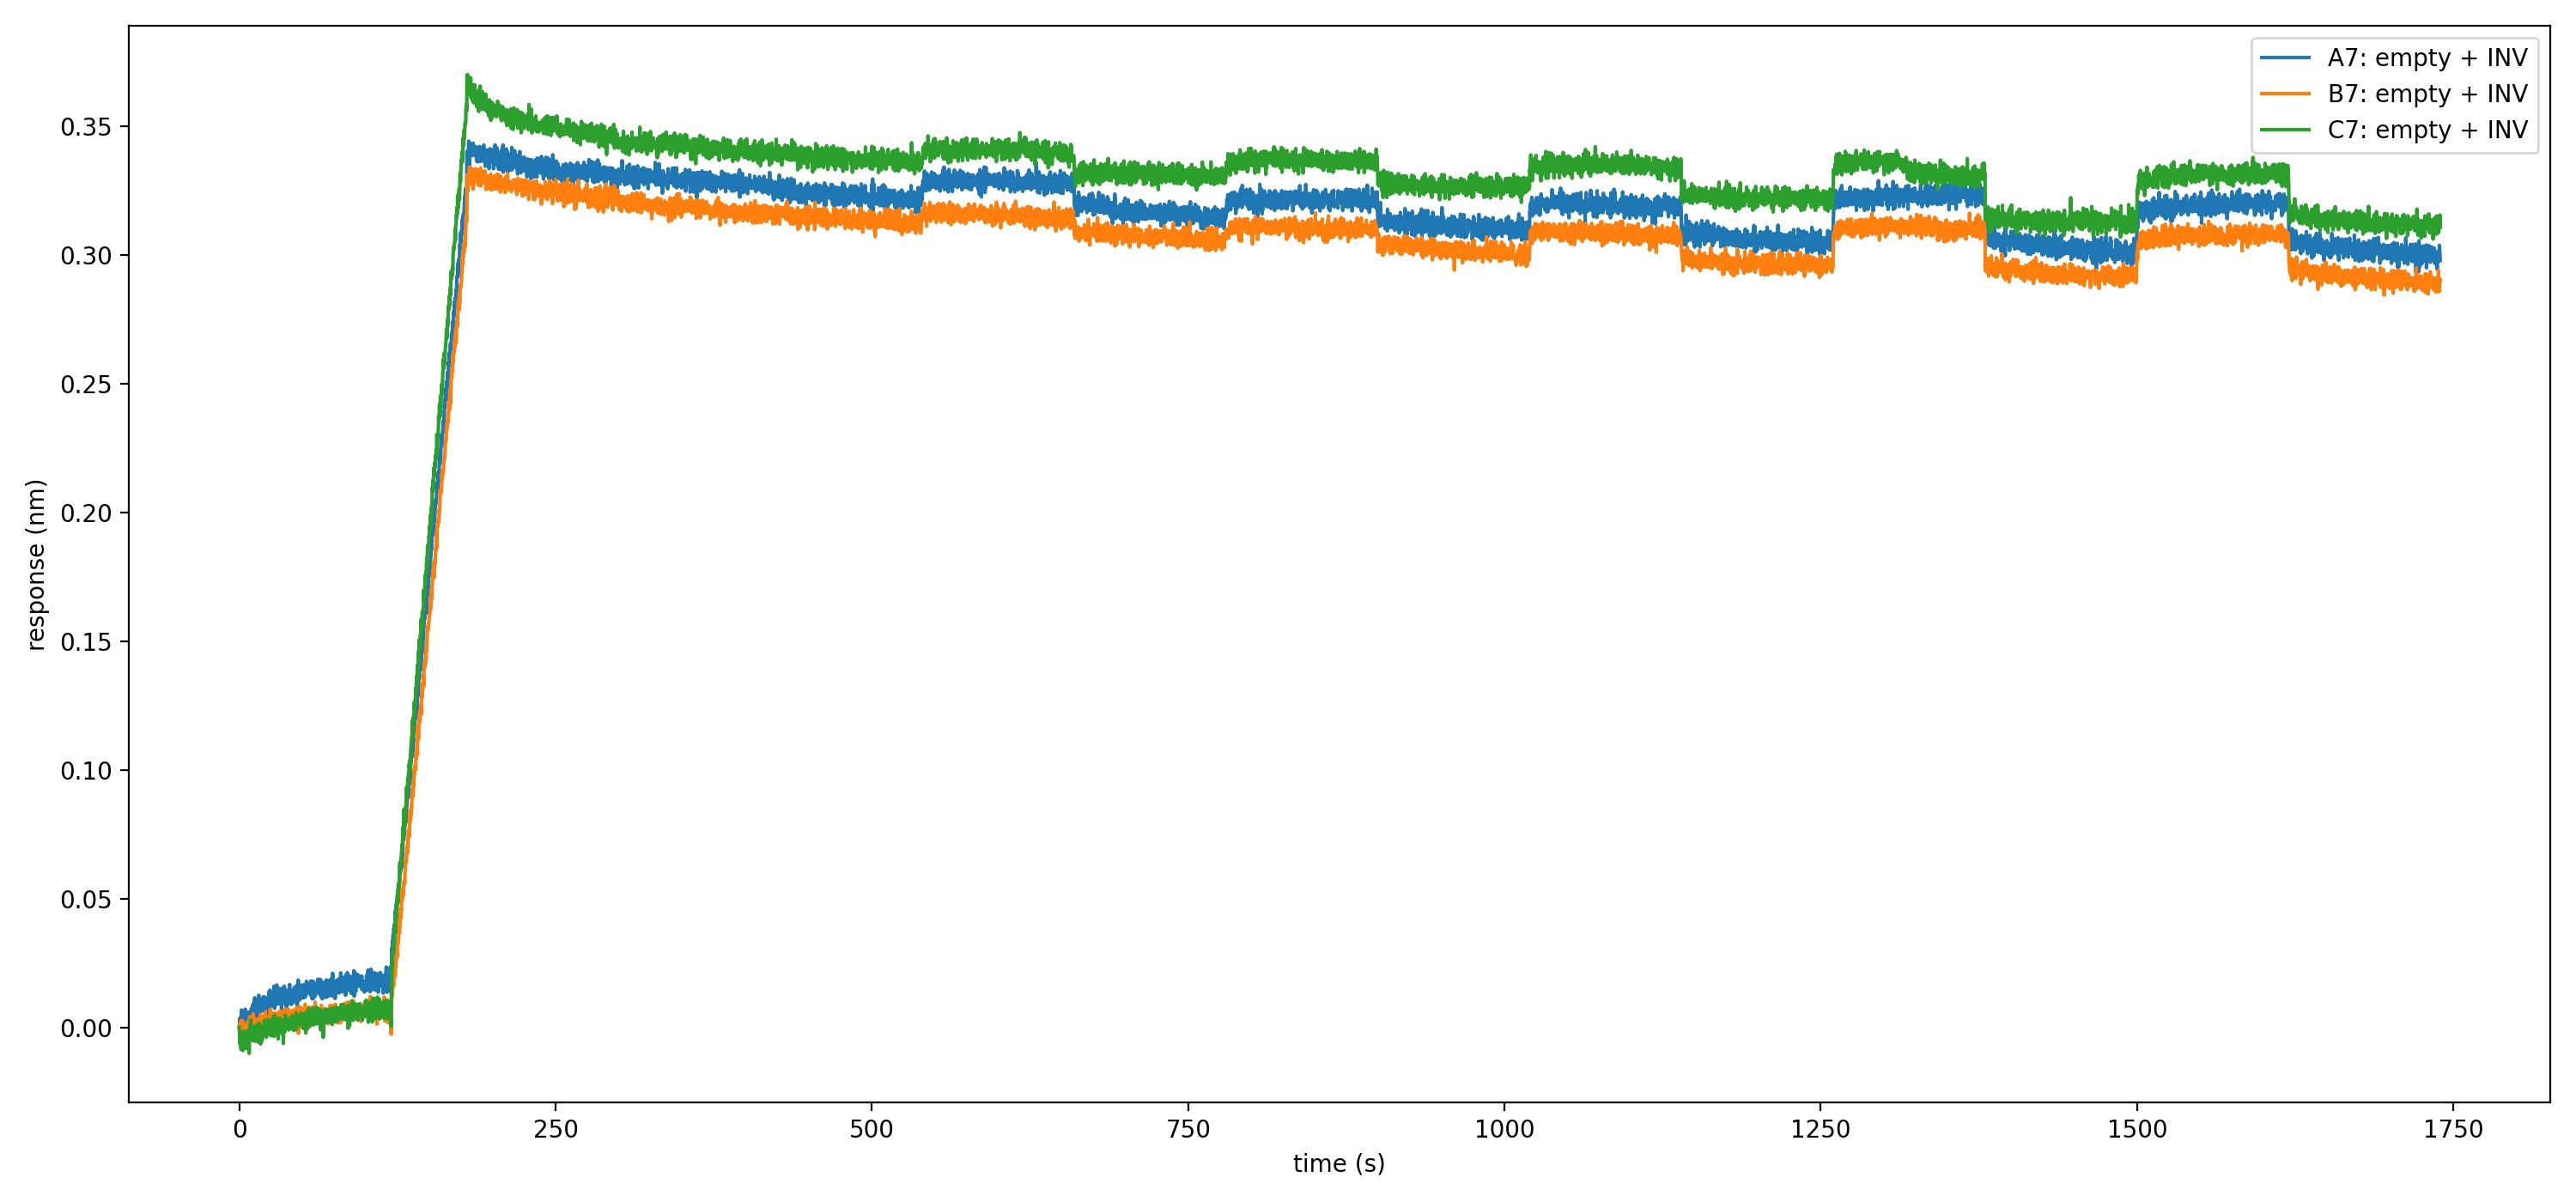 A7: empty + INV
B7: empty + INV
C7: empty + INV
0.35
0.30
0.25
0.20
0.15
0.10
0.05
0.00
response (nm)
0 250 500 750 1000 1250 1500 1750
time (s)